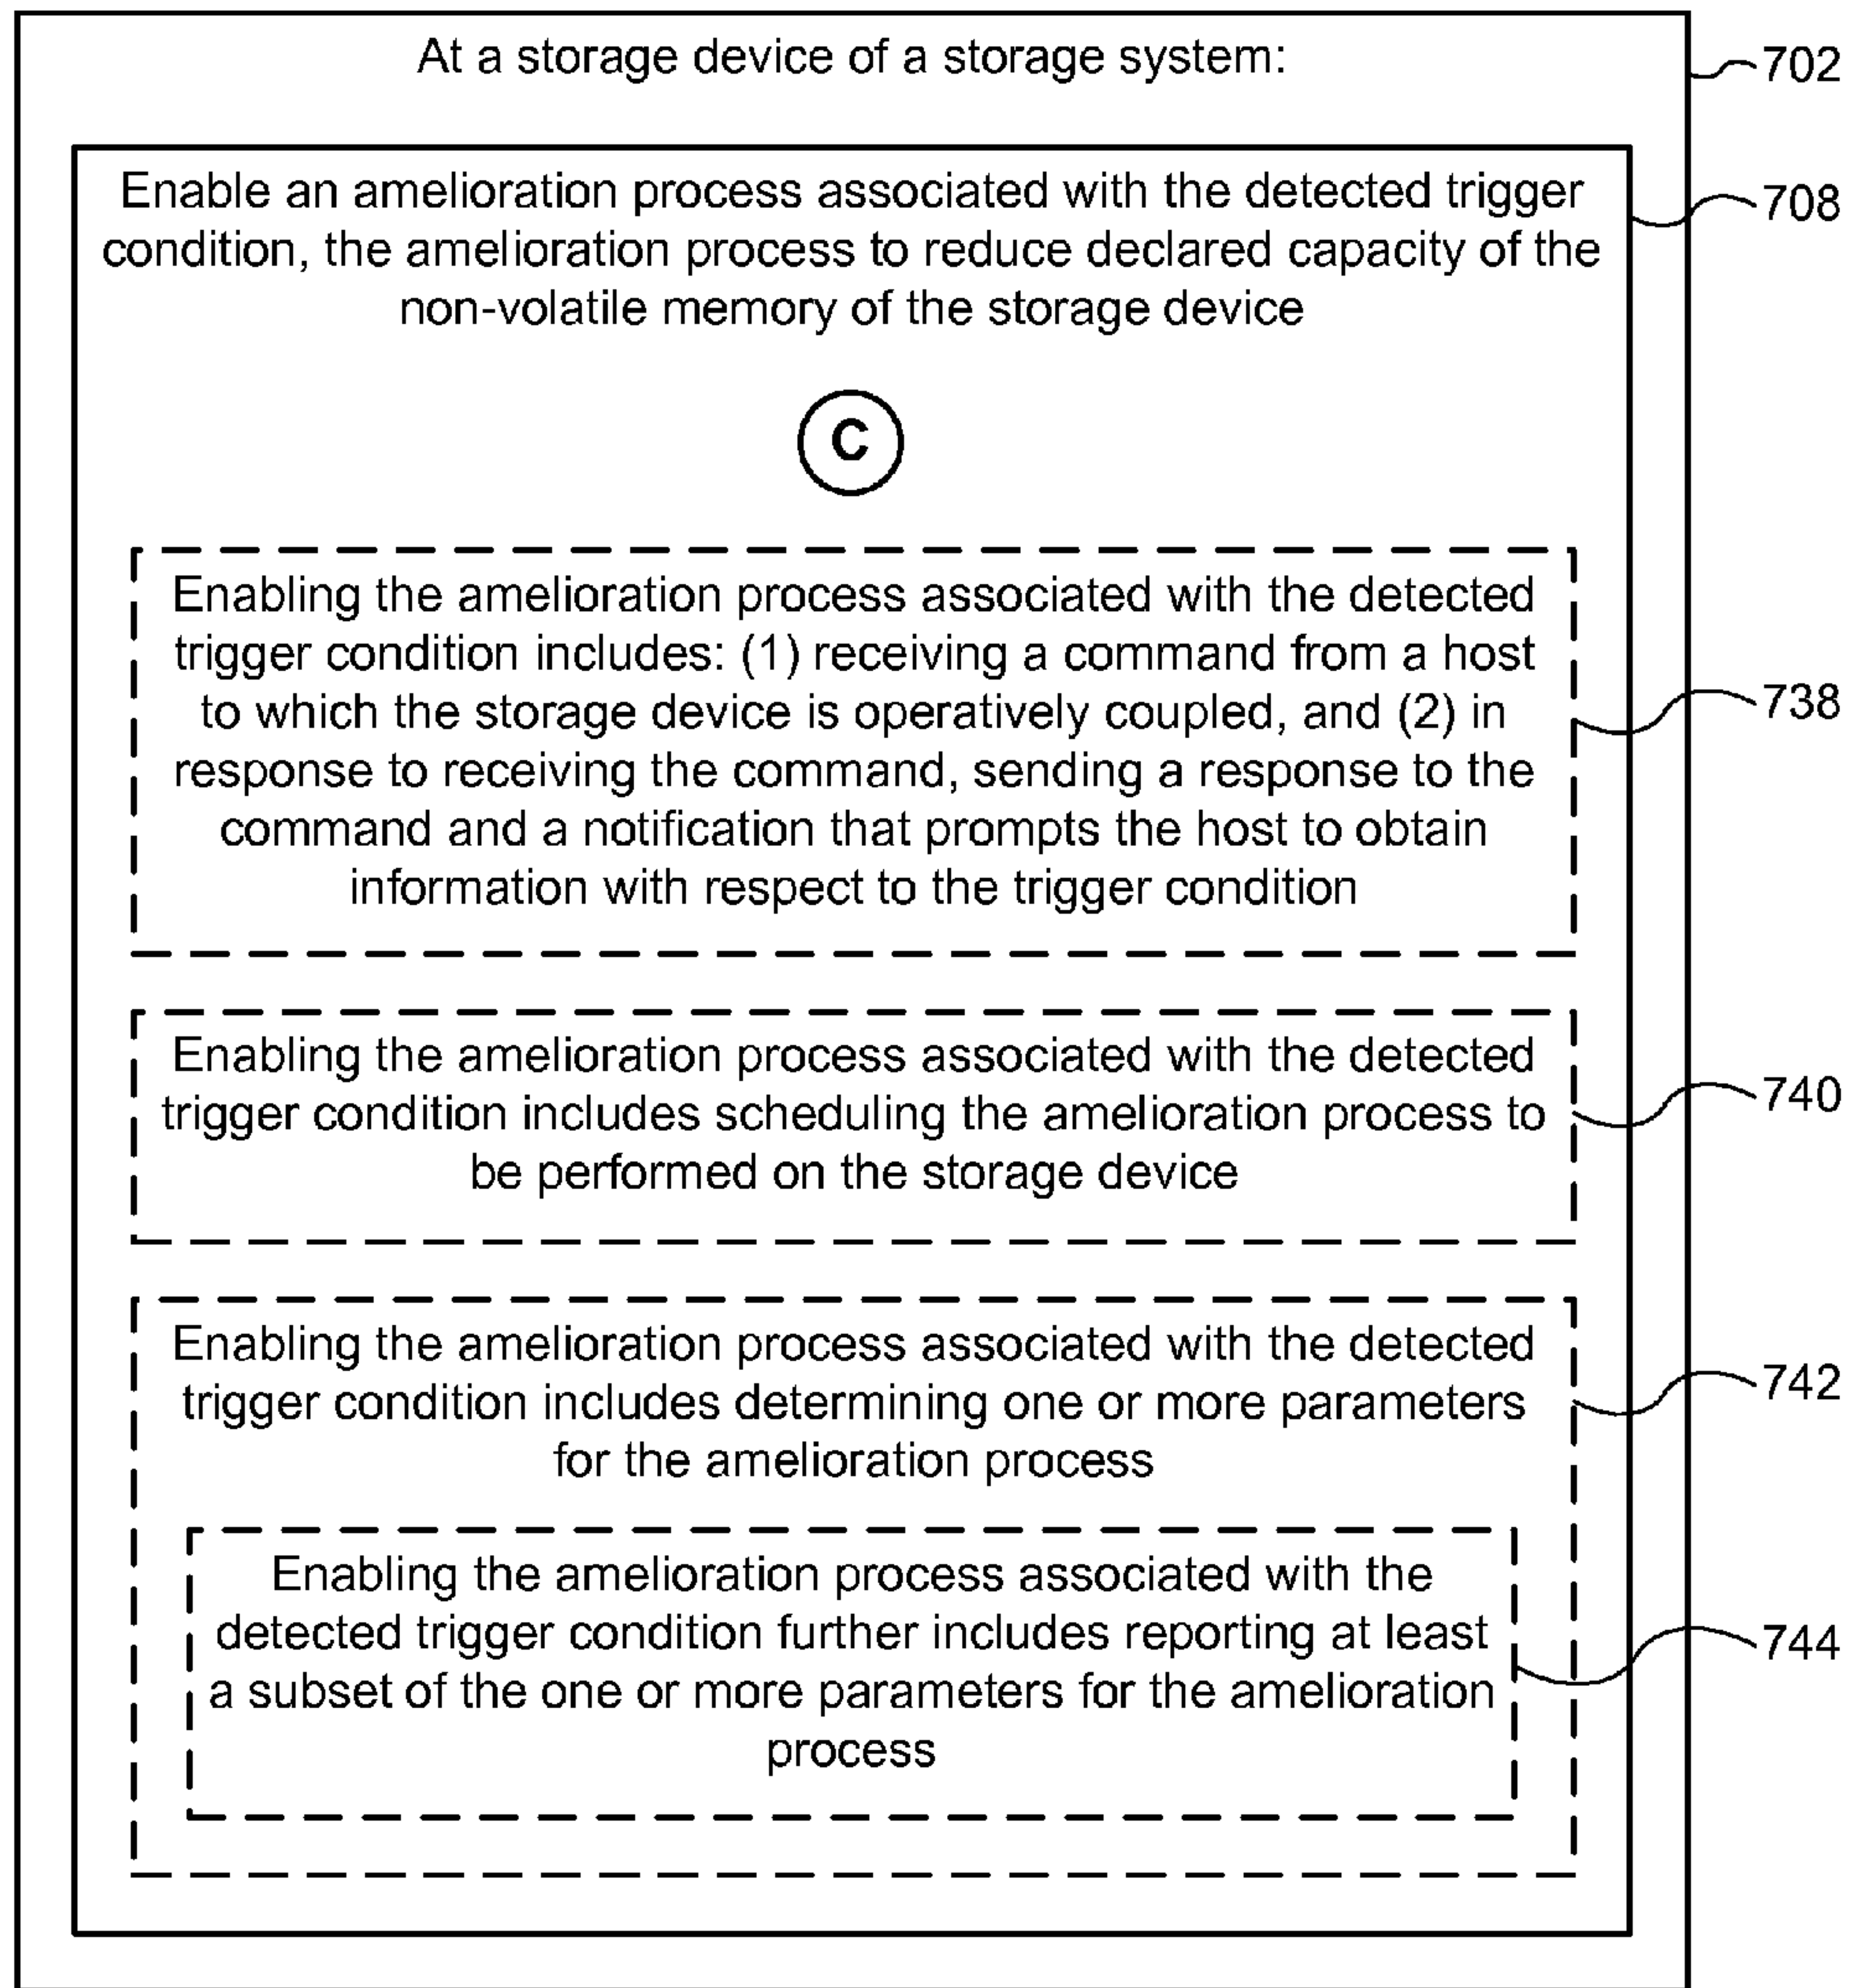 At a storage device of a storage system:
702
Enable an amelioration process associated with the detected trigger
condition, the amelioration process to reduce declared capacity of the
non-volatile memory of the storage device
708
C
Enabling the amelioration process associated with the detected
trigger condition includes: (1) receiving a command from a host
to which the storage device is operatively coupled, and (2) in
response to receiving the command, sending a response to the
command and a notification that prompts the host to obtain
information with respect to the trigger condition
738
Enabling the amelioration process associated with the detected
trigger condition includes scheduling the amelioration process to
be performed on the storage device
740
Enabling the amelioration process associated with the detected
trigger condition includes determining one or more parameters
for the amelioration process
742
Enabling the amelioration process associated with the
detected trigger condition further includes reporting at least
a subset of the one or more parameters for the amelioration
process
744